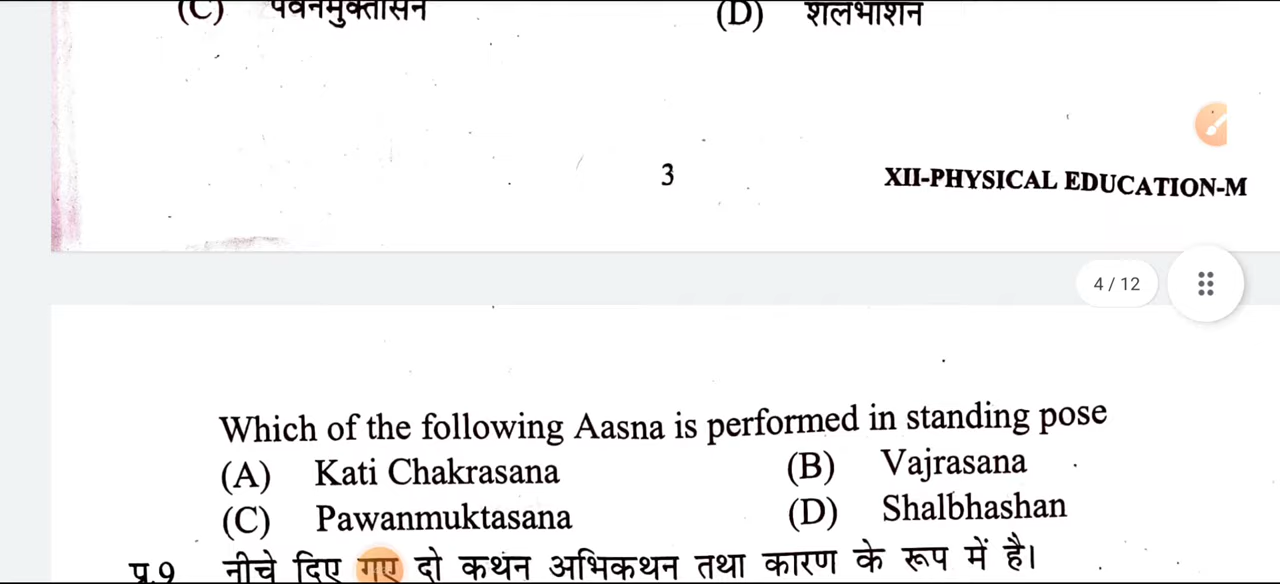 (C) पवनमुक्तासन (D) शलभाशन
3 XII-PHYSICAL EDUCATION-M
4 / 12
Which of the following Aasna is performed in standing pose
(A) Kati Chakrasana (B) Vajrasana
(C) Pawanmuktasana (D) Shalbhashan
प्र.9 नीचे दिए गए दो कथन अभिकथन तथा कारण के रूप में है।